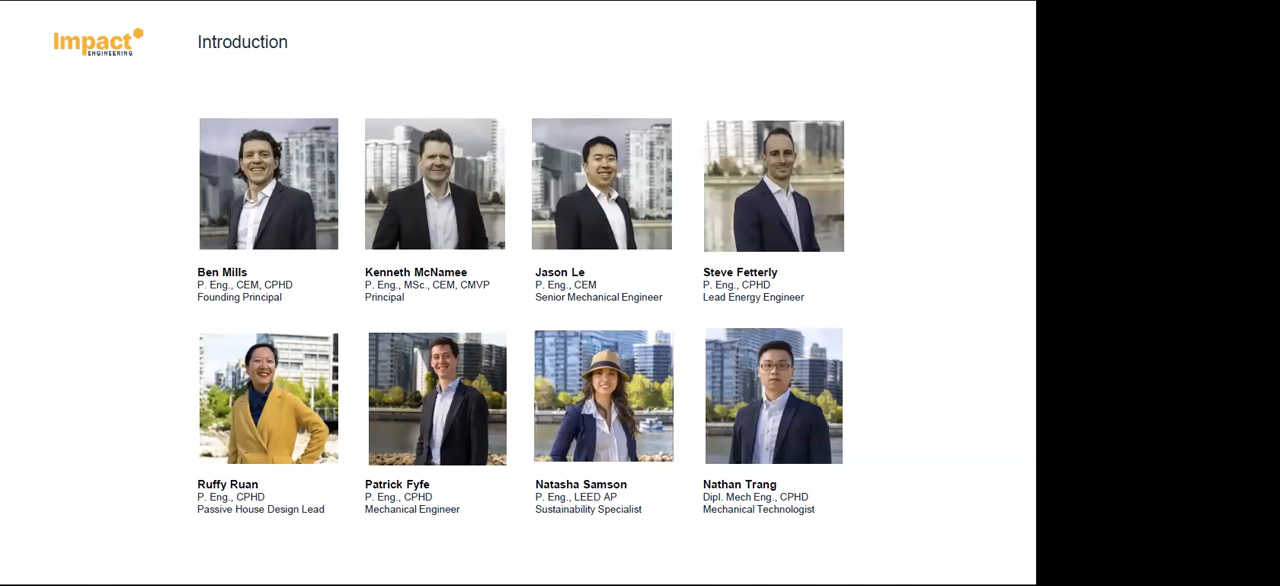 Impact
ENGINEERING
Introduction
Ben Mills
P. Eng., CEM, CPHD
Founding Principal
Kenneth McNamee
P. Eng., MSc., CEM, CMVP
Principal
Jason Le
P. Eng., CEM
Senior Mechanical Engineer
Steve Fetterly
P. Eng., CPHD
Lead Energy Engineer
Ruffy Ruan
P. Eng., CPHD
Passive House Design Lead
Patrick Fyfe
P. Eng., CPHD
Mechanical Engineer
Natasha Samson
P. Eng., LEED AP
Sustainability Specialist
Nathan Trang
Dipl. Mech Eng., CPHD
Mechanical Technologist